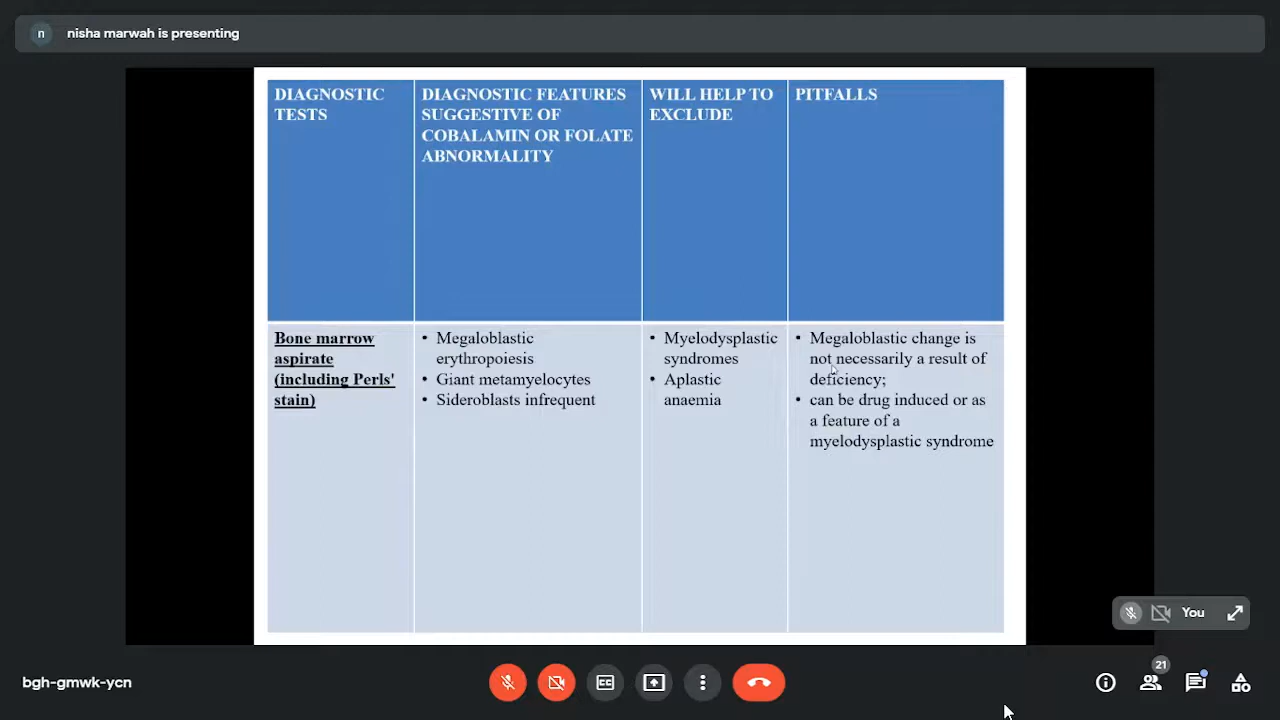 n
nisha marwah is presenting
DIAGNOSTIC
TESTS
DIAGNOSTIC FEATURES
SUGGESTIVE OF
COBALAMIN OR FOLATE
ABNORMALITY
WILL HELP TO
EXCLUDE
PITFALLS
Bone marrow
aspirate
(including Perls'
stain)
• Megaloblastic
erythropoiesis
• Giant metamyelocytes
• Sideroblasts infrequent
• Myelodysplastic
syndromes
• Aplastic
anaemia
• Megaloblastic change is
not necessarily a result of
deficiency;
• can be drug induced or as
a feature of a
myelodysplastic syndrome
You
bgh-gmwk-ycn
CC
21